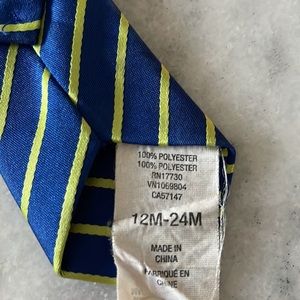 100% POLYESTER
100% POLYESTER
RN17730
VN1069804
CA57147
12M-24M
MADE IN
CHINA
FABRIQUÉ EN
CHINE